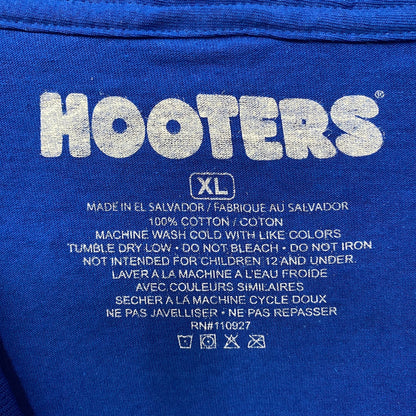 HOOTERS®
XL
MADE IN EL SALVADOR / FABRIQUE AU SALVADOR
100% COTTON / COTON
MACHINE WASH COLD WITH LIKE COLORS
TUMBLE DRY LOW • DO NOT BLEACH • DO NOT IRON
NOT INTENDED FOR CHILDREN 12 AND UNDER.
LAVER A LA MACHINE A L'EAU FROIDE
AVEC COULEURS SIMILAIRES
SECHER A LA MACHINE CYCLE DOUX
NE PAS JAVELLISER • NE PAS REPASSER
RN#110927